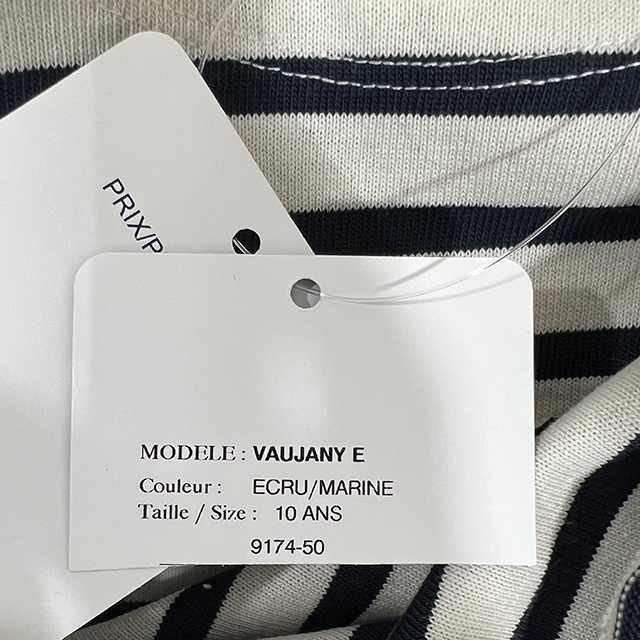 PRIX/P
MODELE : VAUJANY E
Couleur : ECRU/MARINE
Taille / Size : 10 ANS
9174-50